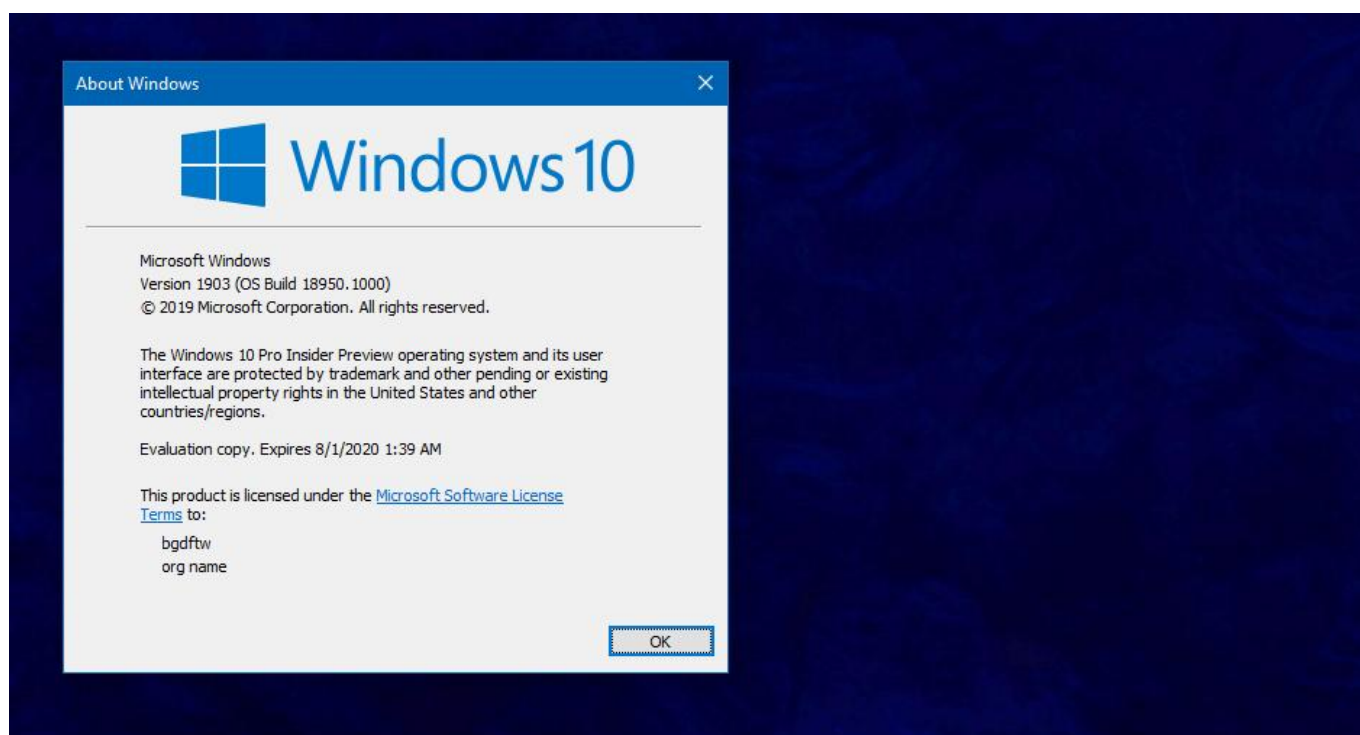 About Windows
Windows 10
Microsoft Windows
Version 1903 (OS Build 18950.1000)
© 2019 Microsoft Corporation. All rights reserved.
The Windows 10 Pro Insider Preview operating system and its user
interface are protected by trademark and other pending or existing
intellectual property rights in the United States and other
countries/regions.
Evaluation copy. Expires 8/1/2020 1:39 AM
This product is licensed under the Microsoft Software License
Terms to:
bgdftw
org name
OK